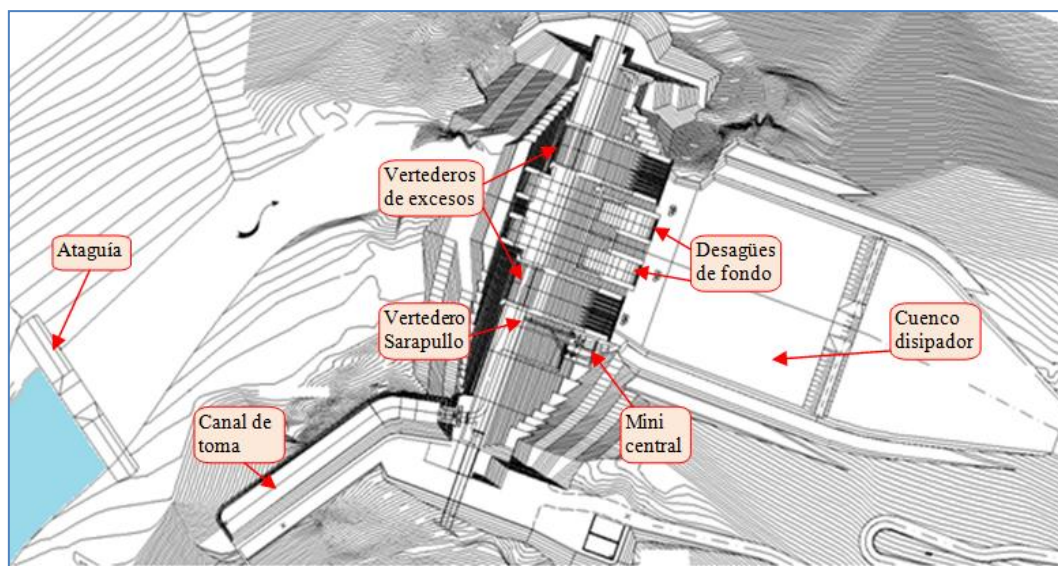 Vertederos
de excesos
Ataguía
Desagües
de fondo
Vertedero
Sarapullo
Cuenco
disipador
Canal de
toma
Mini
central